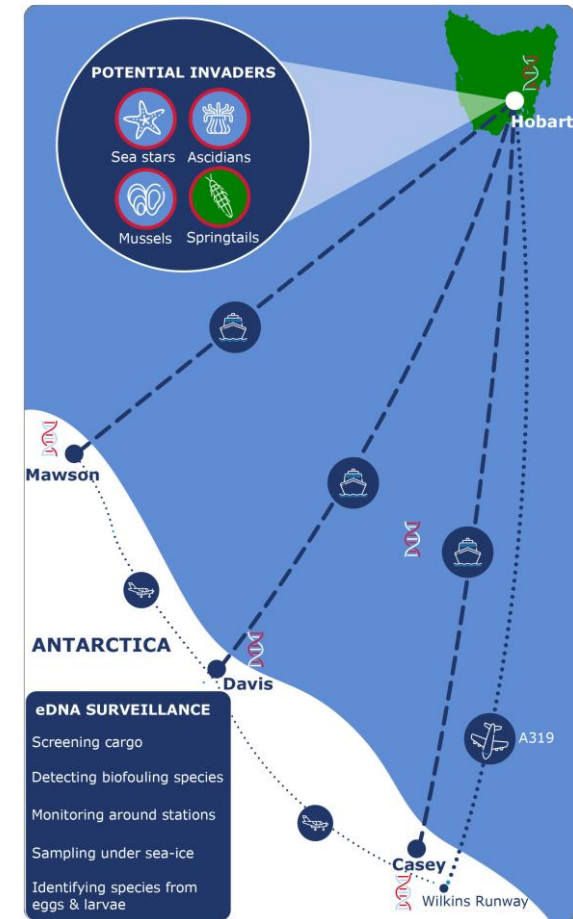 POTENTIAL INVADERS
Sea stars
Ascidians
Mussels
Springtails
Hobart
Mawson
ANTARCTICA
Davis
eDNA SURVEILLANCE
Screening cargo
Detecting biofouling species
Monitoring around stations
Sampling under sea-ice
Identifying species from
eggs & larvae
A319
Casey
Wilkins Runway